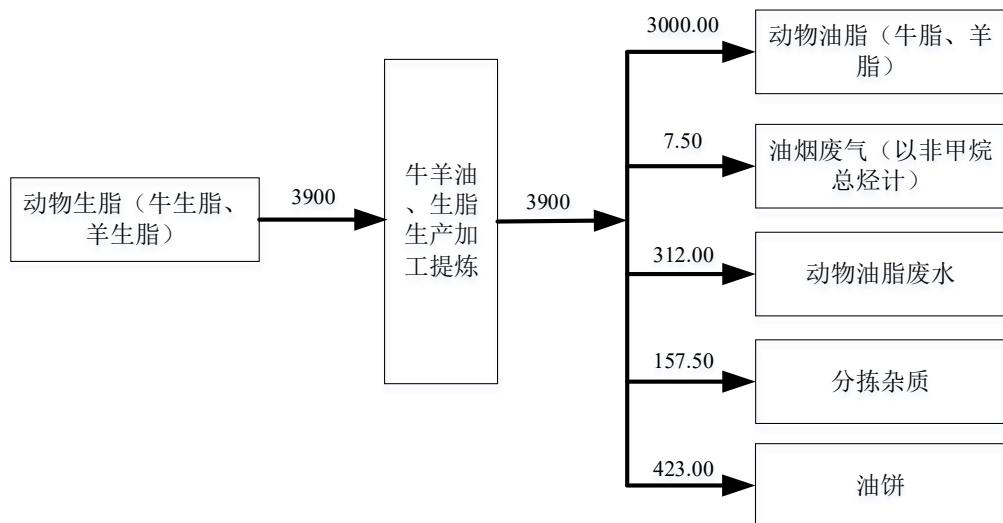 动物生脂（牛生脂、
羊生脂）
3900
牛羊油
、生脂
生产加
工提炼
3900
3000.00
动物油脂（牛脂、羊
脂）
7.50
油烟废气（以非甲烷
总烃计）
312.00
动物油脂废水
157.50
分拣杂质
423.00
油饼